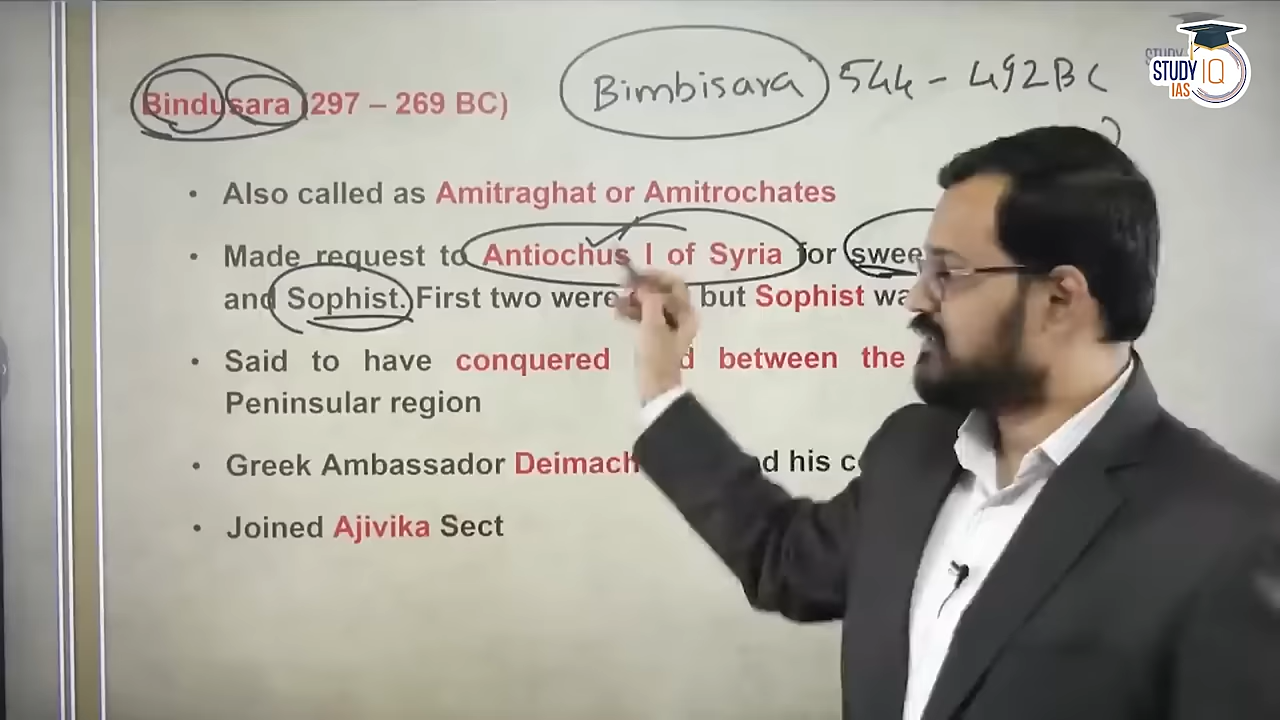 Bindusara (297 – 269 BC)
Bimbisara 544 – 492 BC
STUDY IQ
IAS
• Also called as Amitraghat or Amitrochates
• Made request to Antiochus I of Syria for
and Sophist. First two were but Sophist
• Said to have conquered between the
Peninsular region
• Greek Ambassador his
• Joined Ajivika Sect